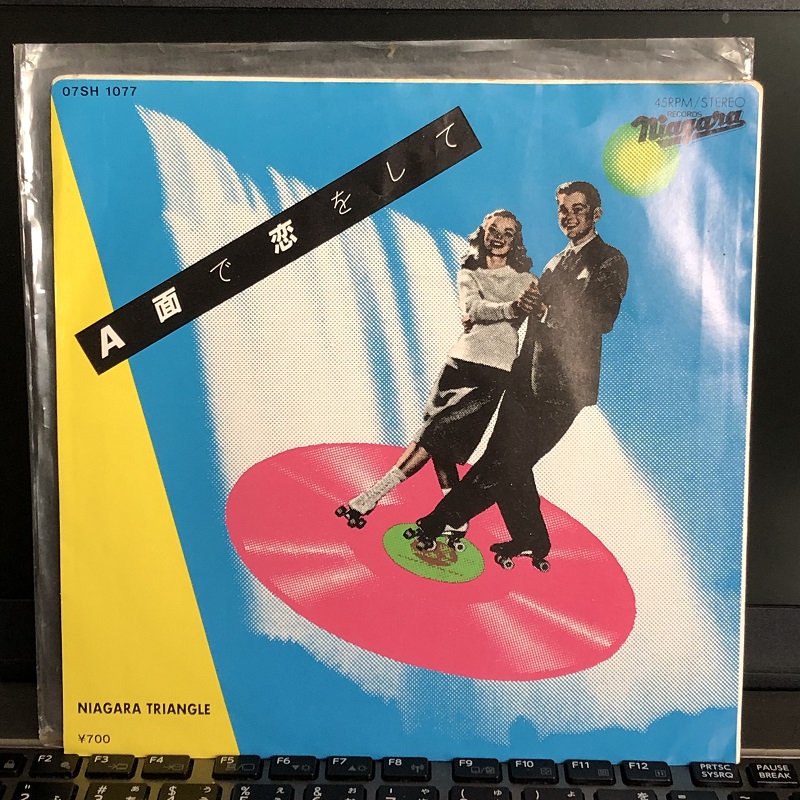 07SH 1077
45RPM/STEREO
RECORDS
Niagara
A面で恋をして
NIAGARA TRIANGLE
¥700
F2 F3 F4 F5 F6 F7 F8 F9 F10 F11 F12 PRTSC SYSRQ PAUSE BREAK